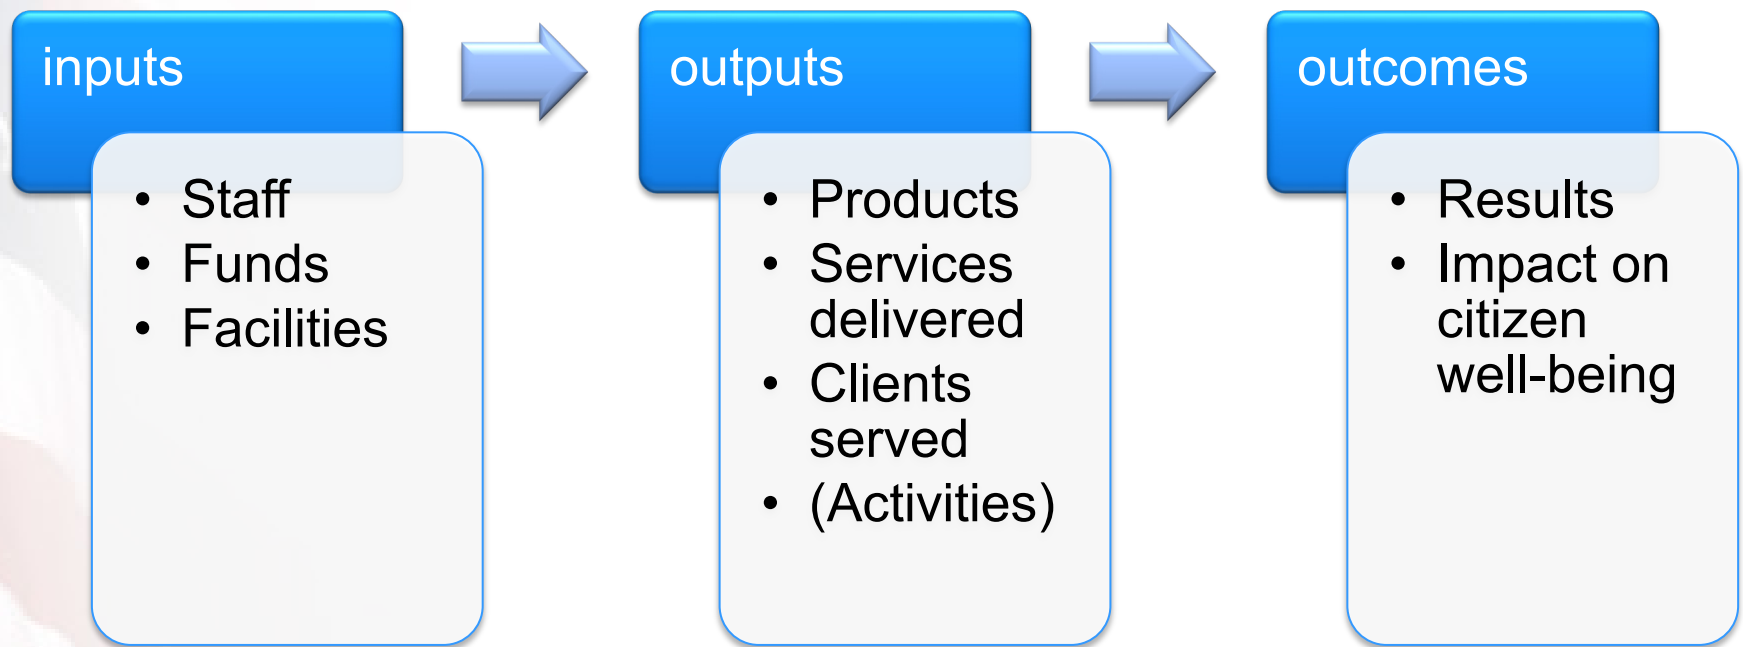 inputs
• Staff
• Funds
• Facilities
outputs
• Products
• Services
delivered
• Clients
served
• (Activities)
outcomes
• Results
• Impact on
citizen
well-being